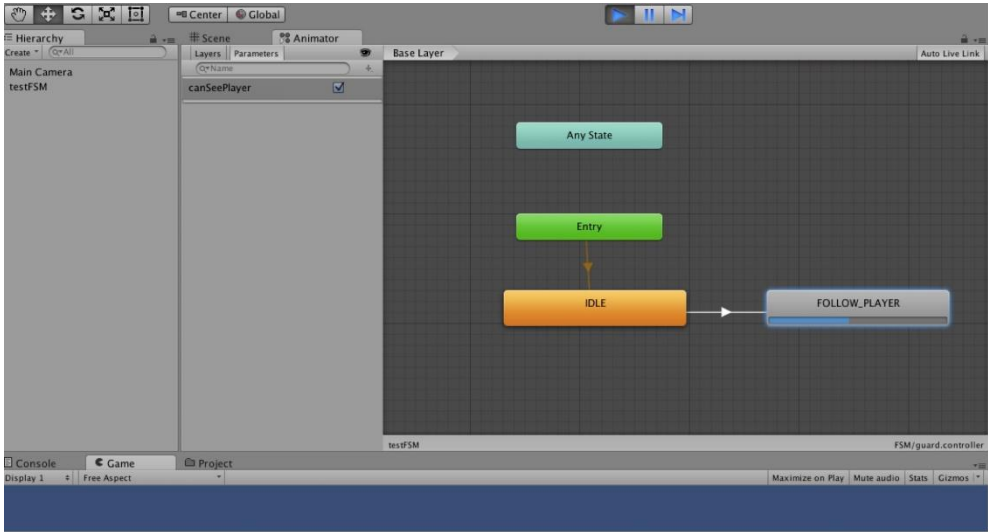 Center Global
Hierarchy Scene Animator
Create All Layers Parameters Base Layer Auto Live Link
Name
Main Camera
testFSM canSeePlayer
Any State
Entry
IDLE FOLLOW_PLAYER
testFSM FSM/guard.controller
Console Game Project
Display 1 Free Aspect Maximize on Play Mute audio Stats Gizmos